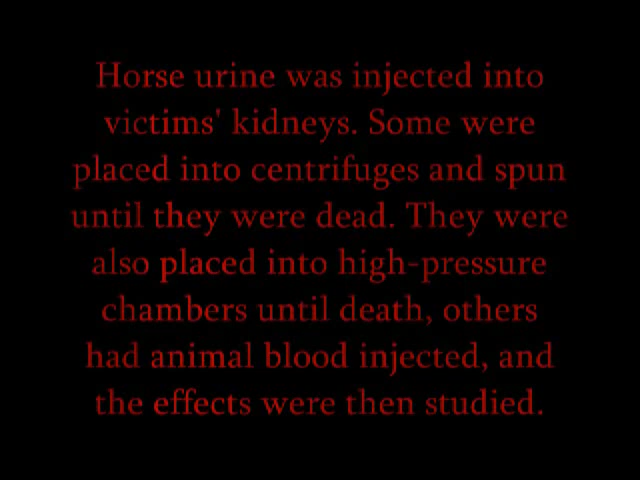 Horse urine was injected into
victims' kidneys. Some were
placed into centrifuges and spun
until they were dead. They were
also placed into high-pressure
chambers until death, others
had animal blood injected, and
the effects were then studied.